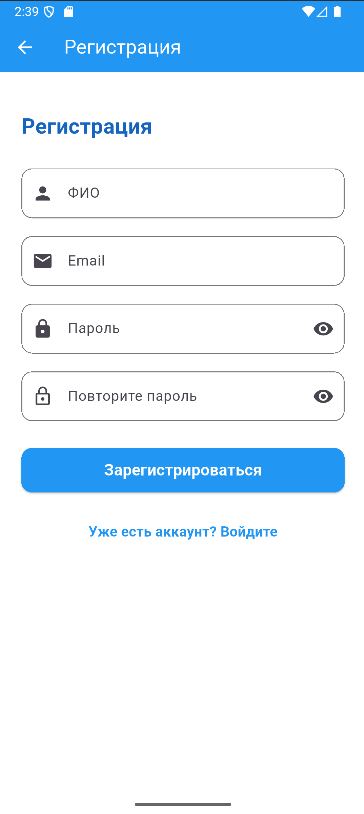 2:39
Регистрация
Регистрация
ФИО
Email
Пароль
Повторите пароль
Зарегистрироваться
Уже есть аккаунт? Войдите